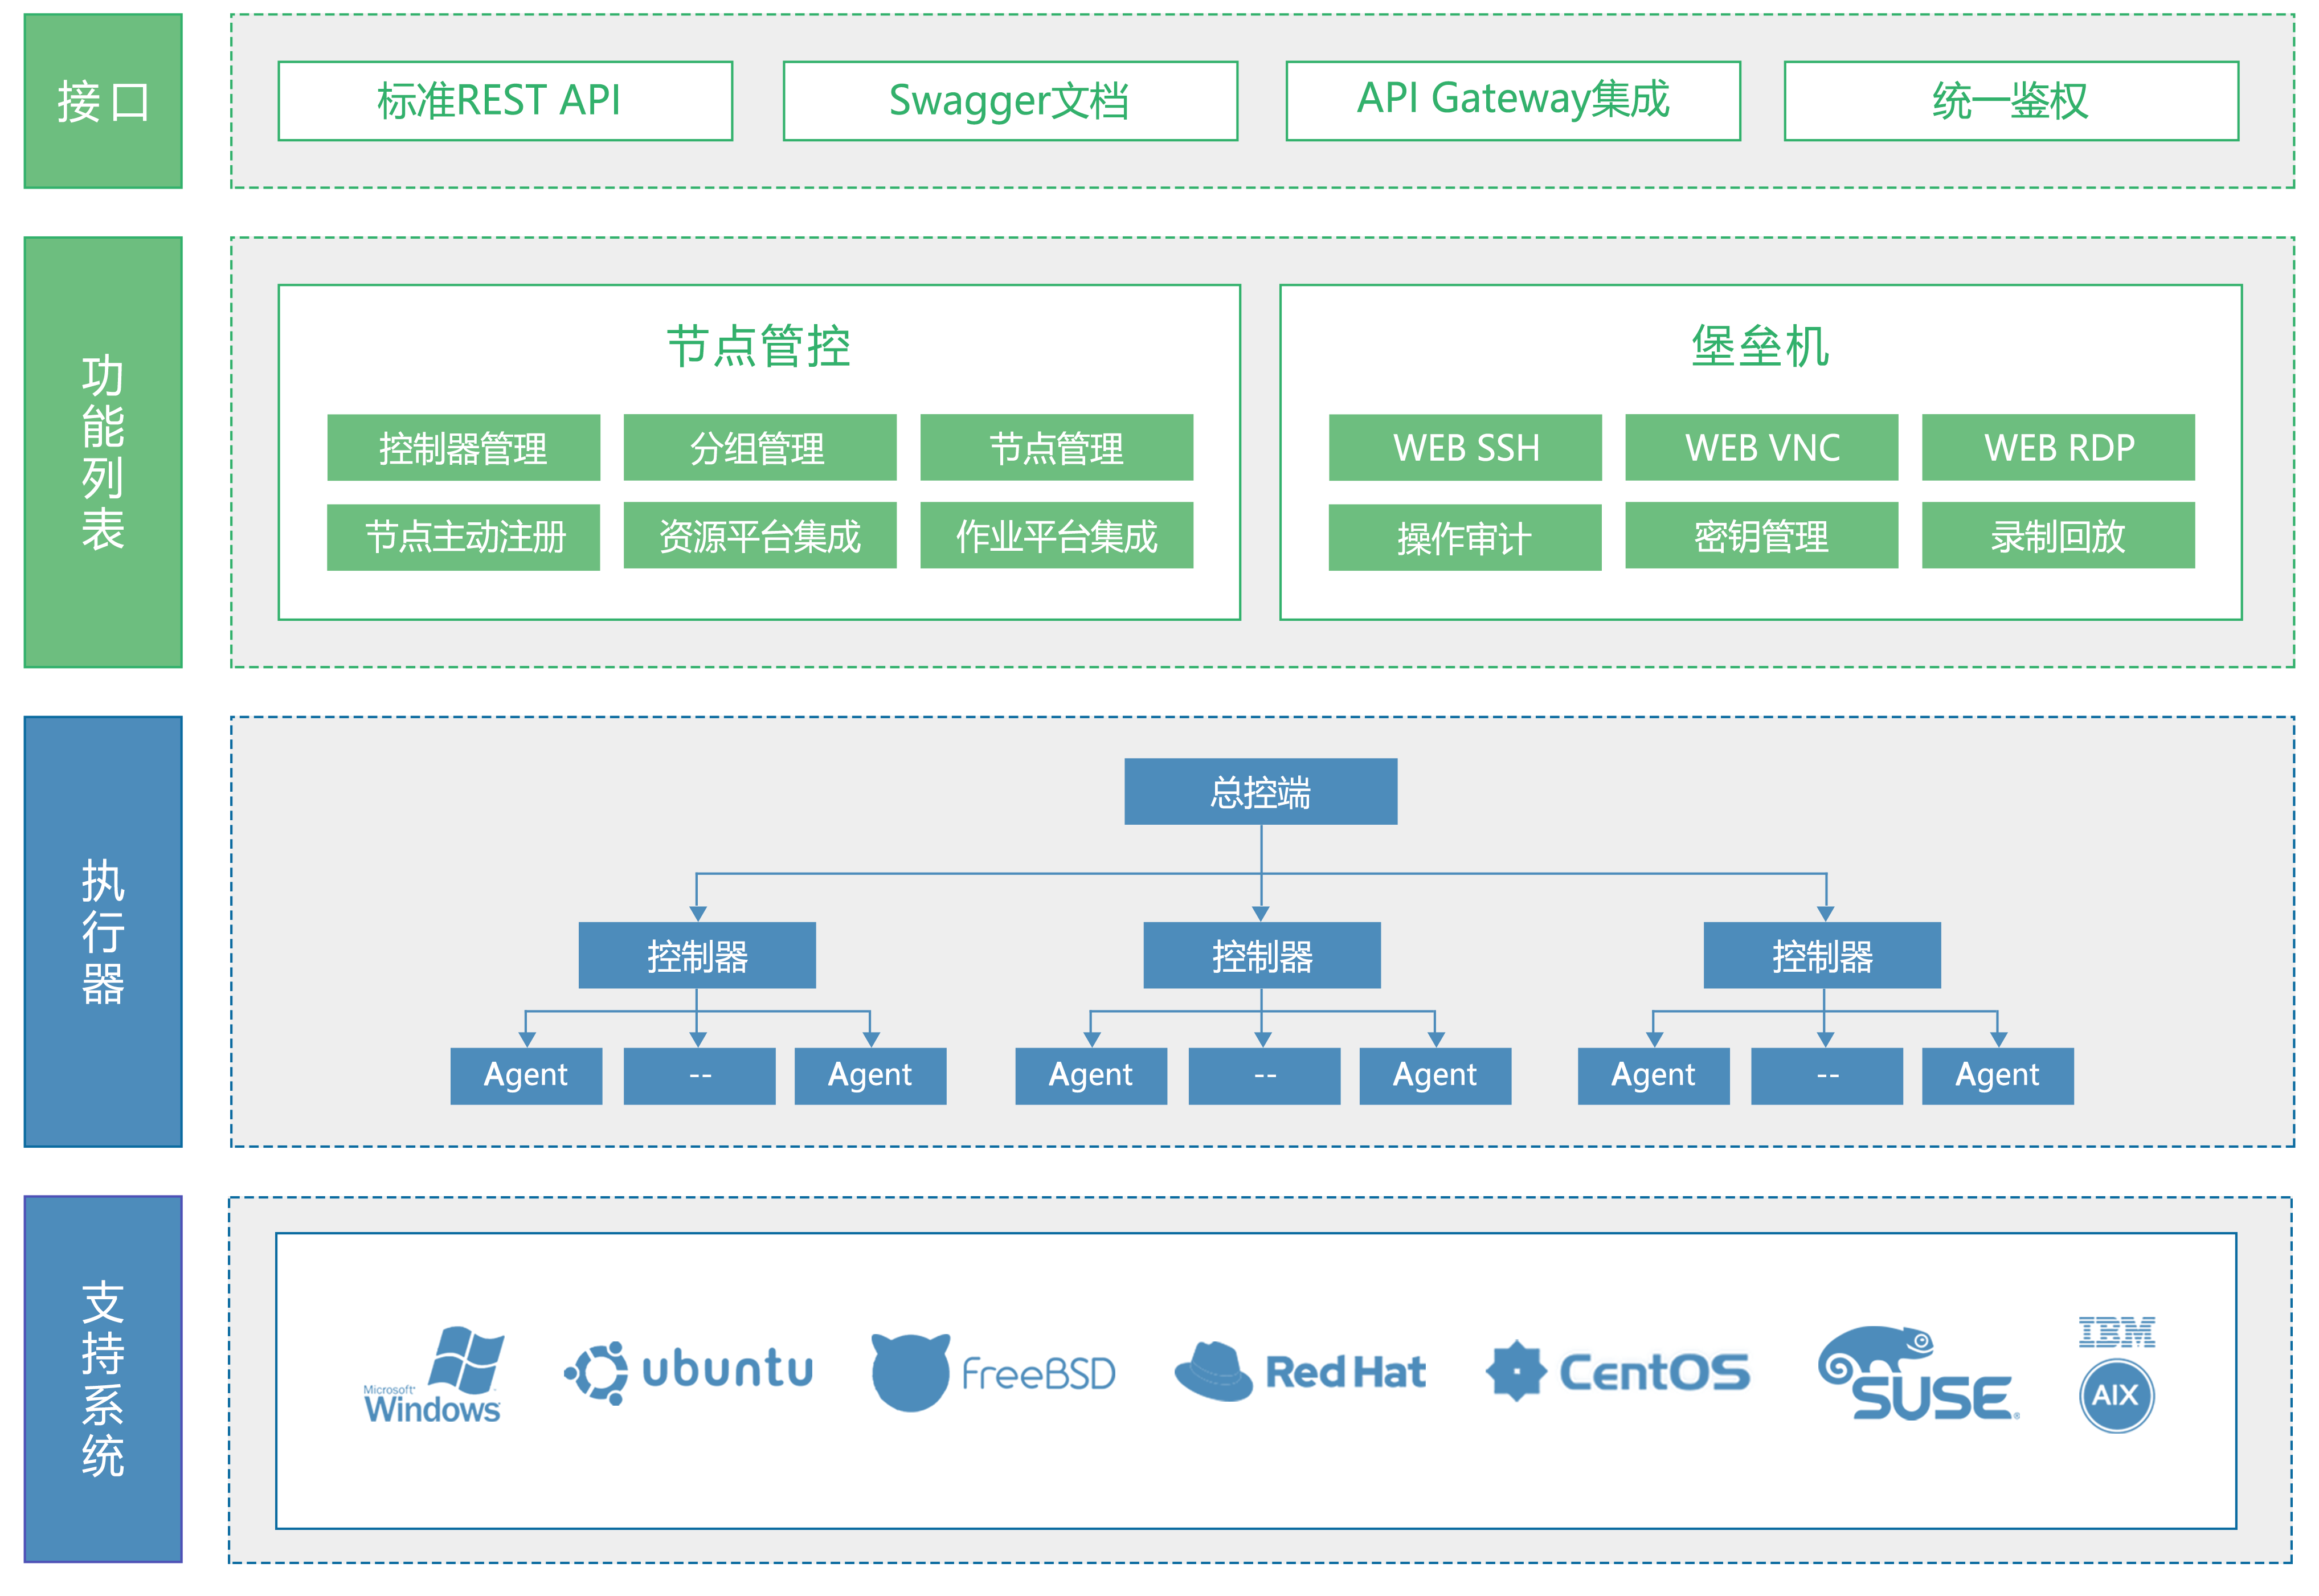 接口
标准REST API
Swagger文档
API Gateway集成
统一鉴权
功能列表
节点管控
控制器管理
分组管理
节点管理
节点主动注册
资源平台集成
作业平台集成
堡垒机
WEB SSH
WEB VNC
WEB RDP
操作审计
密钥管理
录制回放
执行器
总控端
控制器
控制器
控制器
Agent
--
Agent
Agent
--
Agent
Agent
--
Agent
支持系统
Microsoft
Windows
ubuntu
FreeBSD
Red Hat
CentOS
SUSE
IBM
AIX